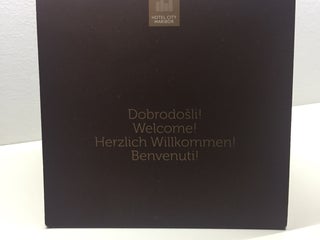 HOTEL CITY
MARIBOR
Dobrodošli!
Welcome!
Herzlich Willkommen!
Benvenuti!